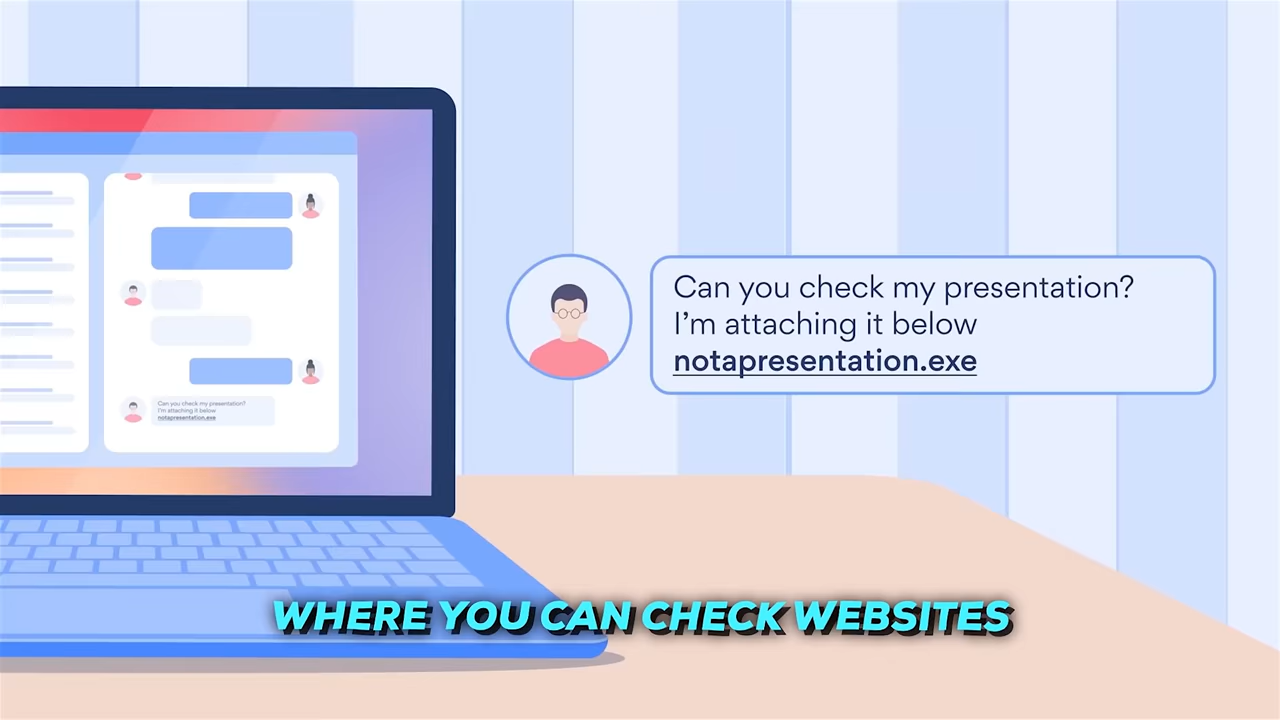 Can you check my presentation?
I'm attaching it below
notapresentation.exe
Can you check my presentation?
I'm attaching it below
notapresentation.exe
WHERE YOU CAN CHECK WEBSITES